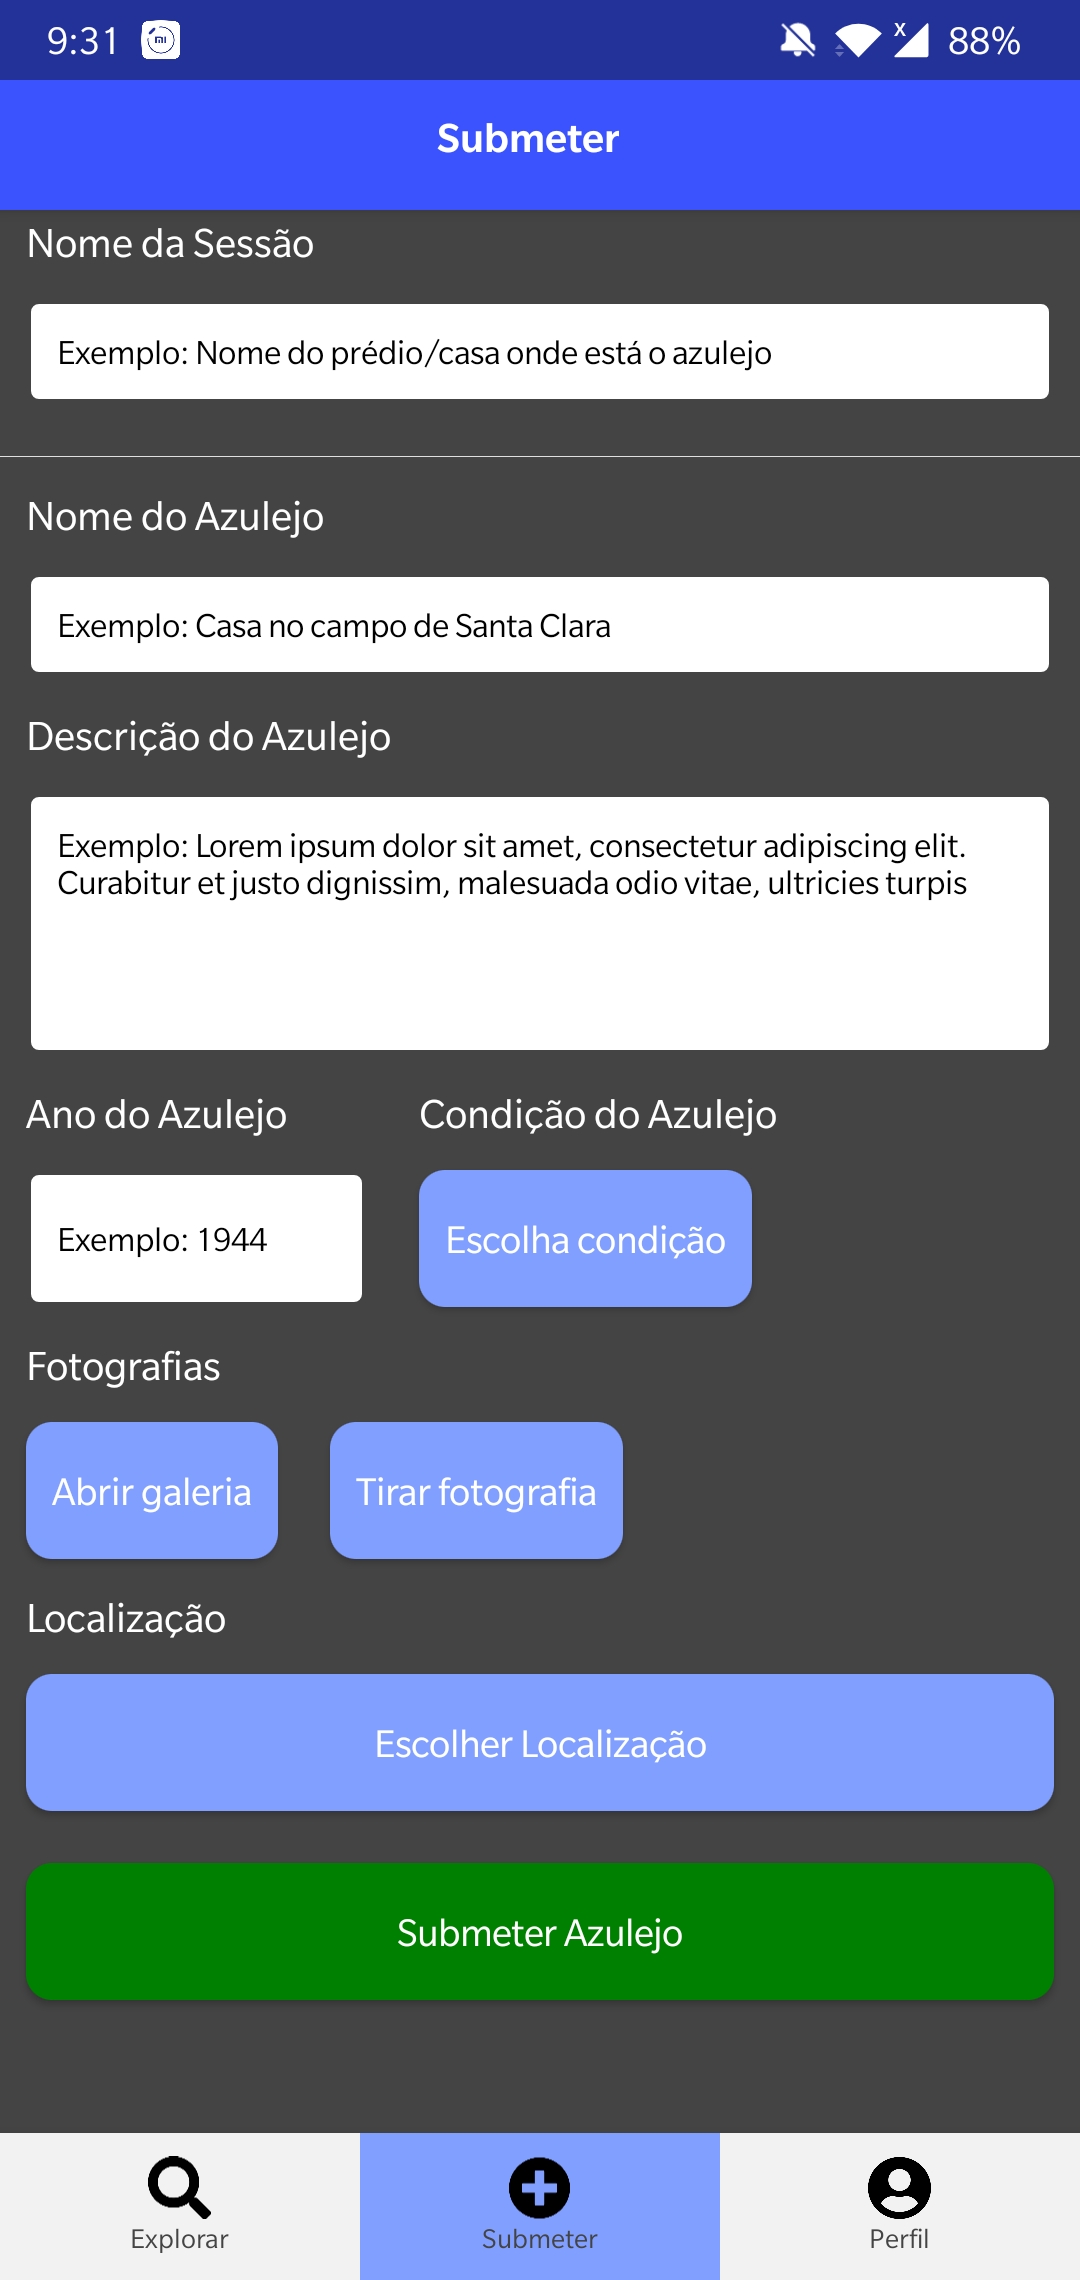 9:31
88%
Submeter
Nome da Sessão
Exemplo: Nome do prédio/casa onde está o azulejo
Nome do Azulejo
Exemplo: Casa no campo de Santa Clara
Descrição do Azulejo
Exemplo: Lorem ipsum dolor sit amet, consectetur adipiscing elit.
Curabitur et justo dignissim, malesuada odio vitae, ultricies turpis
Ano do Azulejo
Condição do Azulejo
Exemplo: 1944
Escolha condição
Fotografias
Abrir galeria
Tirar fotografia
Localização
Escolher Localização
Submeter Azulejo
Explorar
Submeter
Perfil